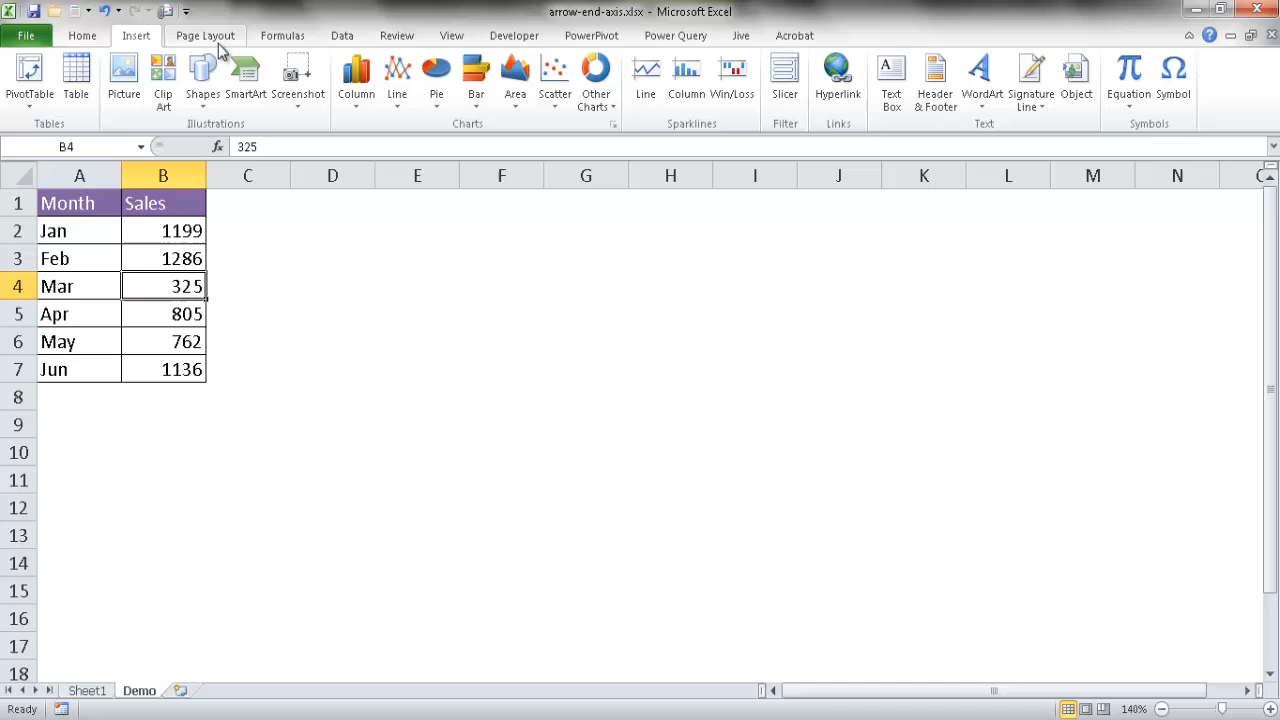 arrow-end-axis.xlsx - Microsoft Excel
File Home Insert Page Layout Formulas Data Review View Developer PowerPivot Power Query Jive Acrobat
PivotTable Table Picture Clip Art Shapes SmartArt Screenshot Column Line Pie Bar Area Scatter Other Charts Line Column Win/Loss Slicer Hyperlink Text Box Header & Footer WordArt Signature Line Object Equation Symbol
Tables Illustrations Charts Sparklines Filter Links Text Symbols
B4 fx 325
A B C D E F G H I J K L M N O
1 Month Sales
2 Jan 1199
3 Feb 1286
4 Mar 325
5 Apr 805
6 May 762
7 Jun 1136
8
9
10
11
12
13
14
15
16
17
18
Sheet1 Demo
Ready 140%